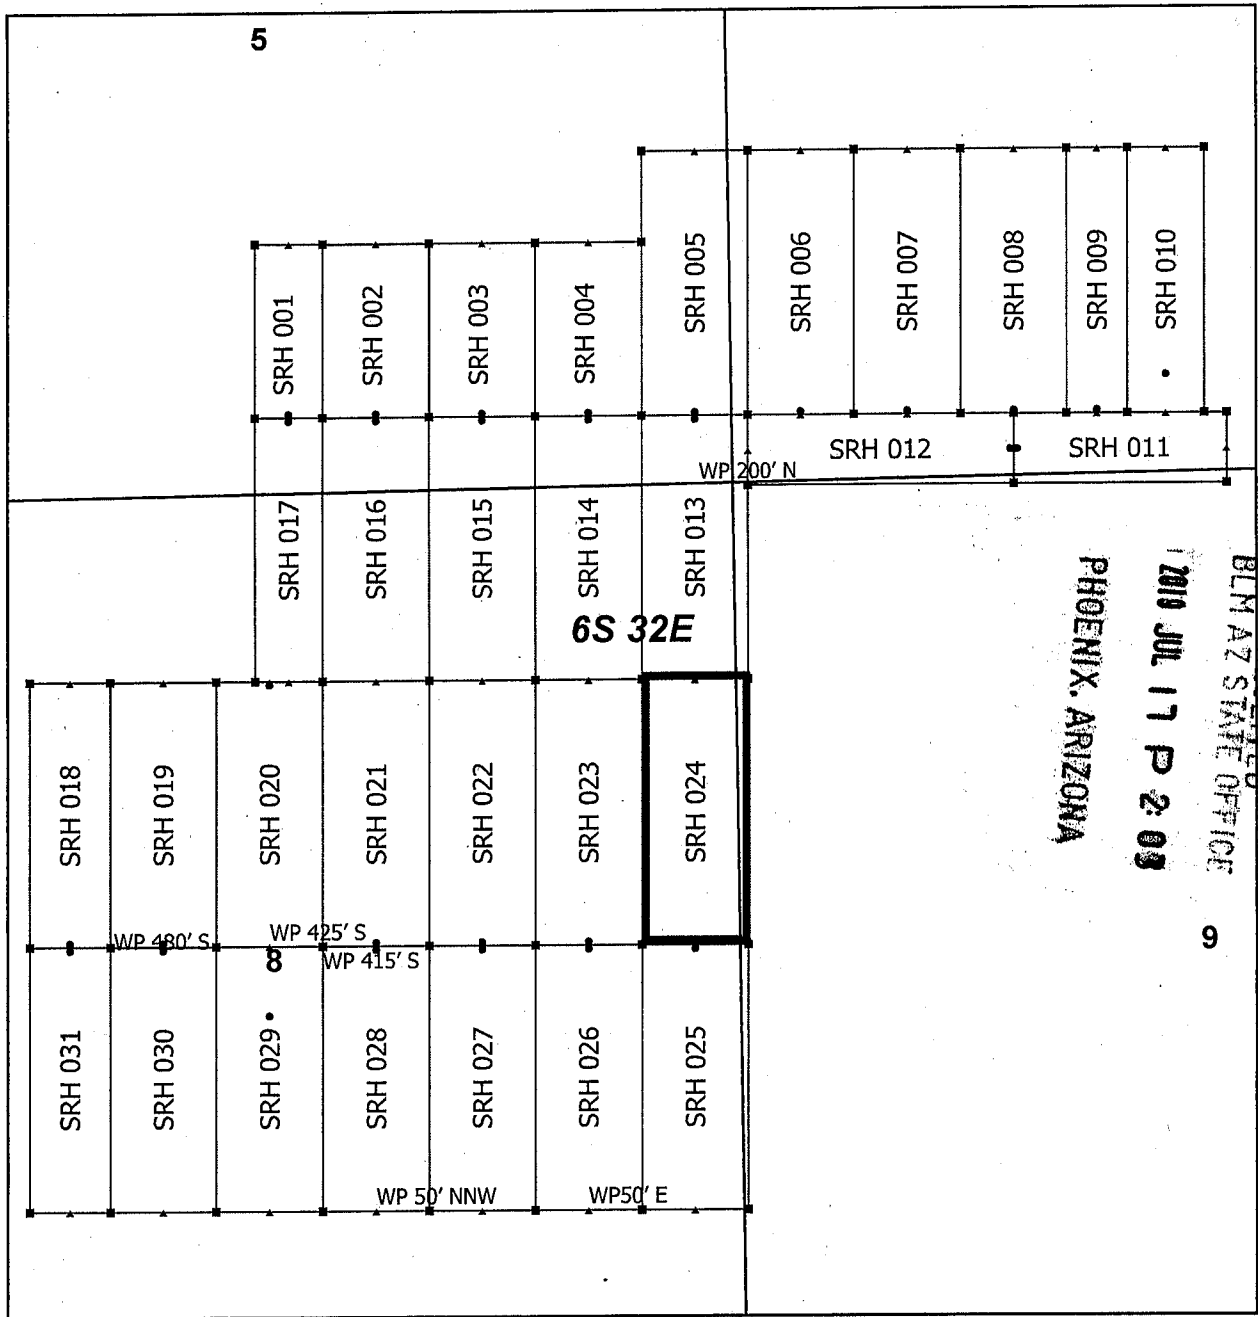 5
SRH 001
SRH 002
SRH 003
SRH 004
SRH 005
SRH 006
SRH 007
SRH 008
SRH 009
SRH 010
SRH 012
SRH 011
WP 200' N
SRH 017
SRH 016
SRH 015
SRH 014
SRH 013
6S 32E
BLM AZ STATE OFFICE
JUL 17 P 2:
PHOENIX, ARIZONA
SRH 018
SRH 019
SRH 020
SRH 021
SRH 022
SRH 023
SRH 024
WP 480' S
WP 425' S
WP 415' S
8
9
SRH 031
SRH 030
SRH 029
SRH 028
SRH 027
SRH 026
SRH 025
WP 50' NNW
WP50' E